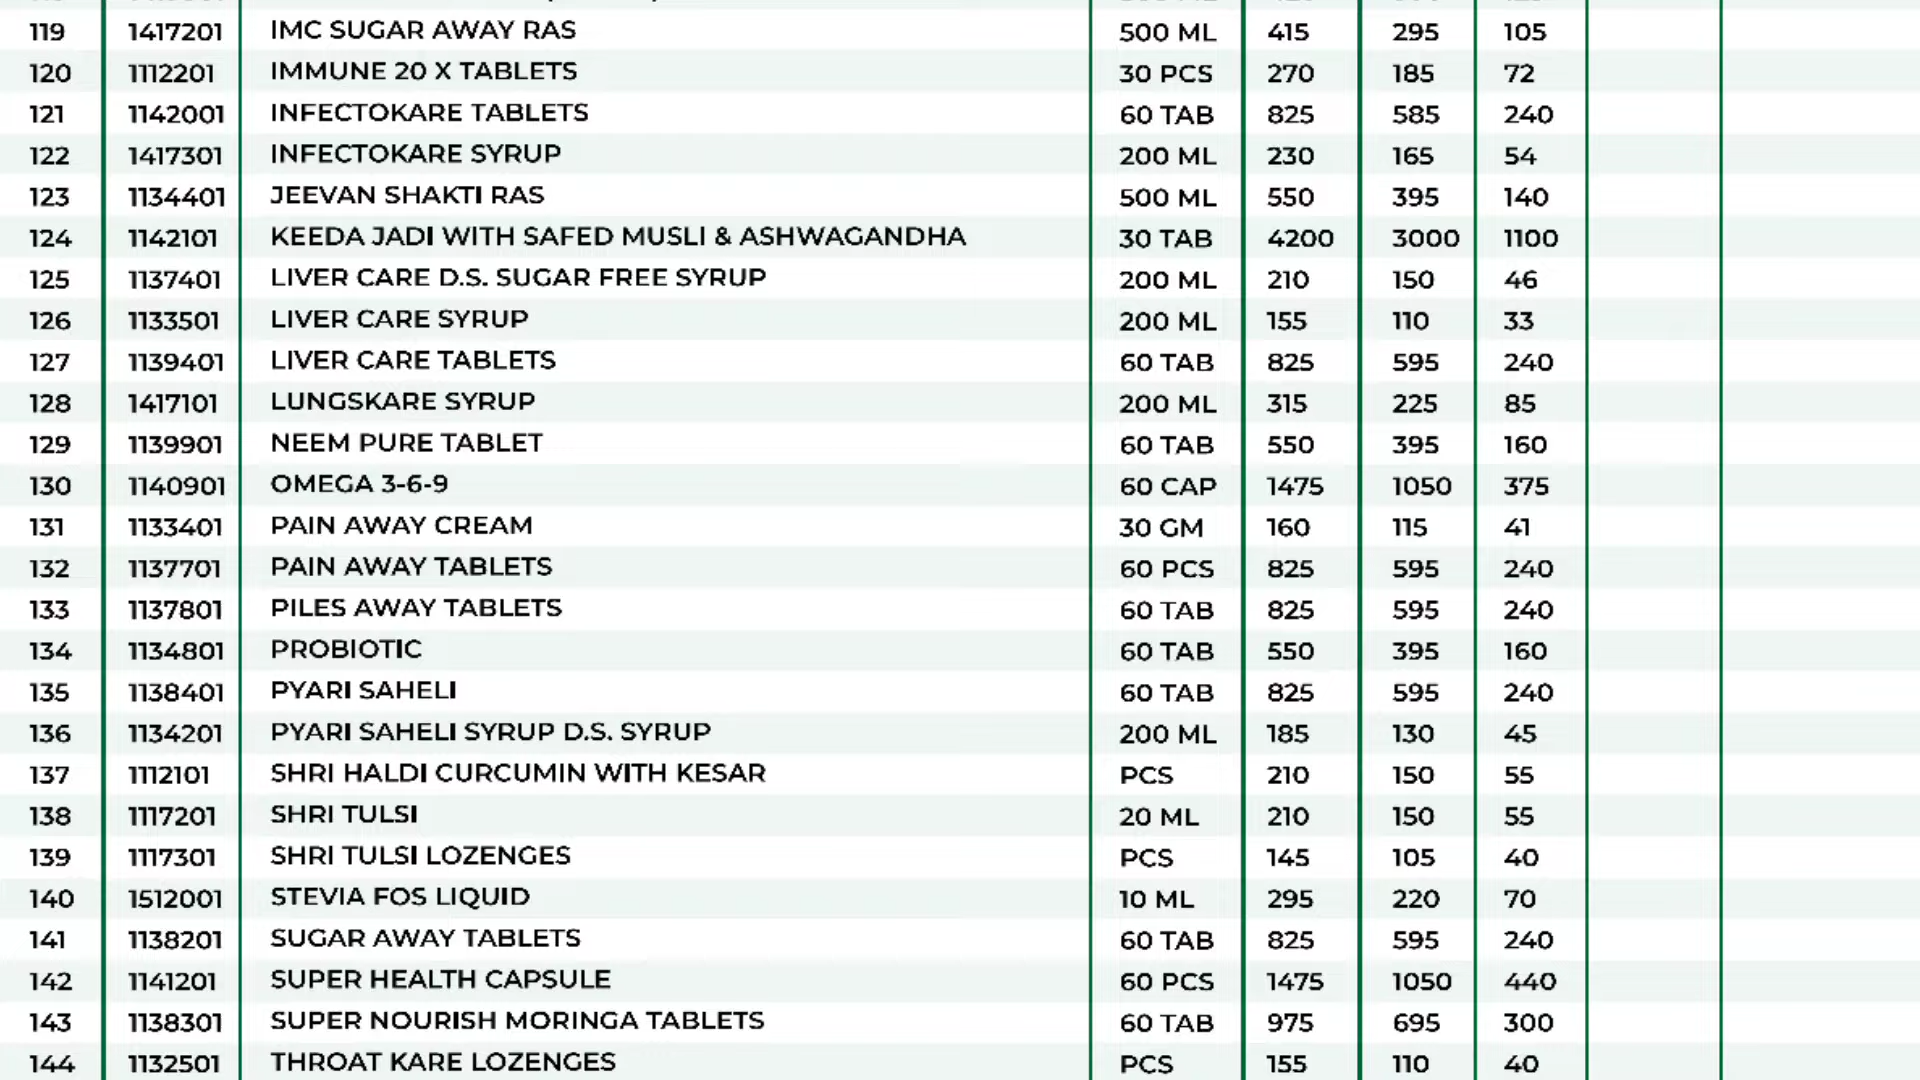 119 1417201 IMC SUGAR AWAY RAS 500 ML 415 295 105
120 1112201 IMMUNE 20 X TABLETS 30 PCS 270 185 72
121 1142001 INFECTOKARE TABLETS 60 TAB 825 585 240
122 1417301 INFECTOKARE SYRUP 200 ML 230 165 54
123 1134401 JEEVAN SHAKTI RAS 500 ML 550 395 140
124 1142101 KEEDA JADI WITH SAFED MUSLI & ASHWAGANDHA 30 TAB 4200 3000 1100
125 1137401 LIVER CARE D.S. SUGAR FREE SYRUP 200 ML 210 150 46
126 1133501 LIVER CARE SYRUP 200 ML 155 110 33
127 1139401 LIVER CARE TABLETS 60 TAB 825 595 240
128 1417101 LUNGSKARE SYRUP 200 ML 315 225 85
129 1139901 NEEM PURE TABLET 60 TAB 550 395 160
130 1140901 OMEGA 3-6-9 60 CAP 1475 1050 375
131 1133401 PAIN AWAY CREAM 30 GM 160 115 41
132 1137701 PAIN AWAY TABLETS 60 PCS 825 595 240
133 1137801 PILES AWAY TABLETS 60 TAB 825 595 240
134 1134801 PROBIOTIC 60 TAB 550 395 160
135 1138401 PYARI SAHELI 60 TAB 825 595 240
136 1134201 PYARI SAHELI SYRUP D.S. SYRUP 200 ML 185 130 45
137 1112101 SHRI HALDI CURCUMIN WITH KESAR PCS 210 150 55
138 1117201 SHRI TULSI 20 ML 210 150 55
139 1117301 SHRI TULSI LOZENGES PCS 145 105 40
140 1512001 STEVIA FOS LIQUID 10 ML 295 220 70
141 1138201 SUGAR AWAY TABLETS 60 TAB 825 595 240
142 1141201 SUPER HEALTH CAPSULE 60 PCS 1475 1050 440
143 1138301 SUPER NOURISH MORINGA TABLETS 60 TAB 975 695 300
144 1132501 THROAT KARE LOZENGES PCS 155 110 40